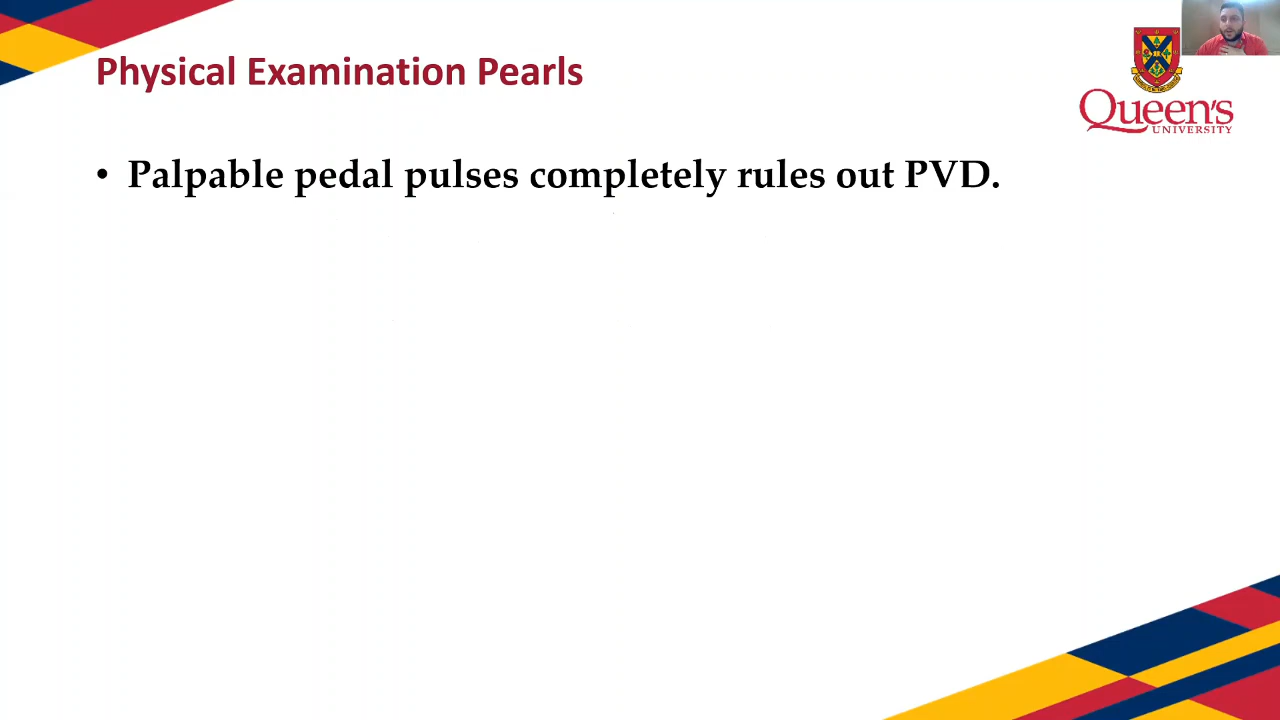 Physical Examination Pearls
Queen's
UNIVERSITY
• Palpable pedal pulses completely rules out PVD.